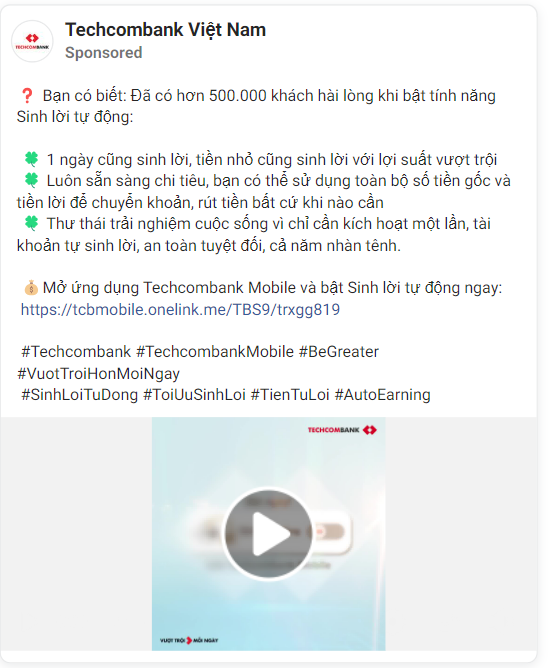 Techcombank Việt Nam
Sponsored
TECHCOMBANK
❓ Bạn có biết: Đã có hơn 500.000 khách hài lòng khi bật tính năng
Sinh lời tự động:
🍀 1 ngày cũng sinh lời, tiền nhỏ cũng sinh lời với lợi suất vượt trội
🍀 Luôn sẵn sàng chi tiêu, bạn có thể sử dụng toàn bộ số tiền gốc và
tiền lời để chuyển khoản, rút tiền bất cứ khi nào cần
🍀 Thư thái trải nghiệm cuộc sống vì chỉ cần kích hoạt một lần, tài
khoản tự sinh lời, an toàn tuyệt đối, cả năm nhàn tênh.
💰 Mở ứng dụng Techcombank Mobile và bật Sinh lời tự động ngay:
https://tcbmobile.onelink.me/TBS9/trxgg819
#Techcombank #TechcombankMobile #BeGreater
#VuotTroiHonMoiNgay
#SinhLoiTuDong #ToiUuSinhLoi #TienTuLoi #AutoEarning
TECHCOMBANK
VƯỢT TRỘI MỖI NGÀY